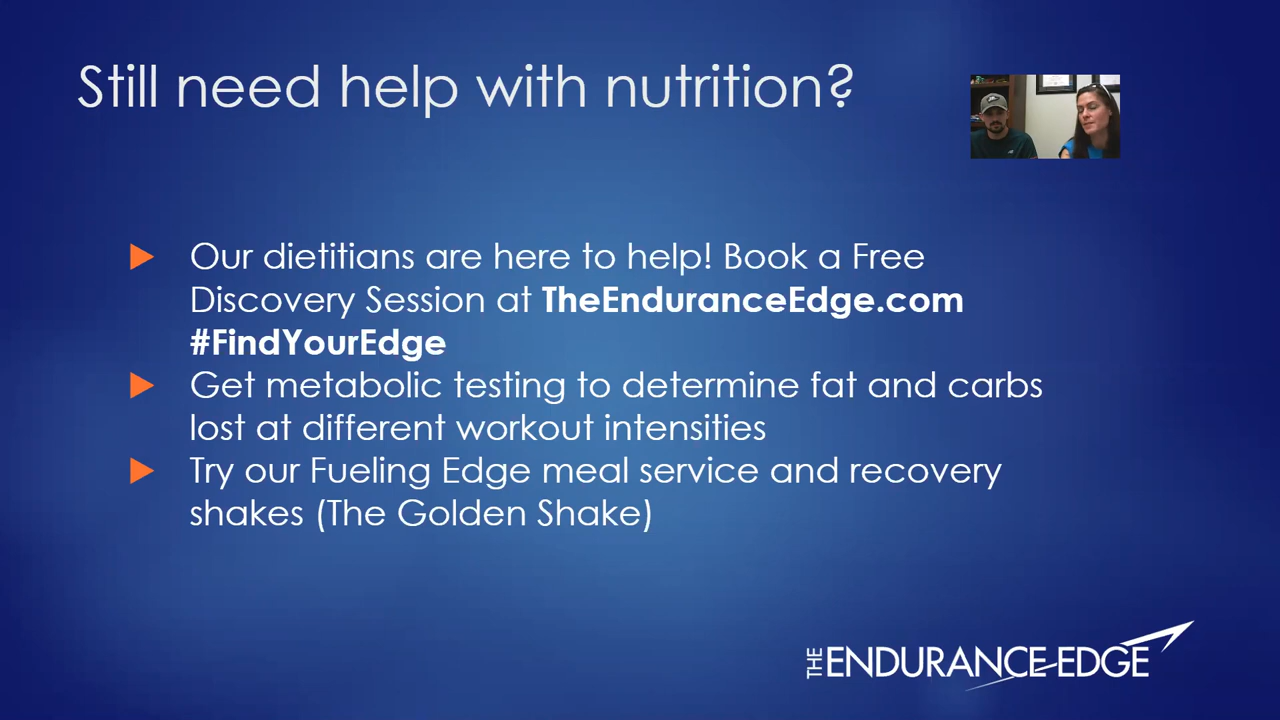 Still need help with nutrition?
Our dietitians are here to help! Book a Free
Discovery Session at TheEnduranceEdge.com
#FindYourEdge
Get metabolic testing to determine fat and carbs
lost at different workout intensities
Try our Fueling Edge meal service and recovery
shakes (The Golden Shake)
THE ENDURANCE EDGE